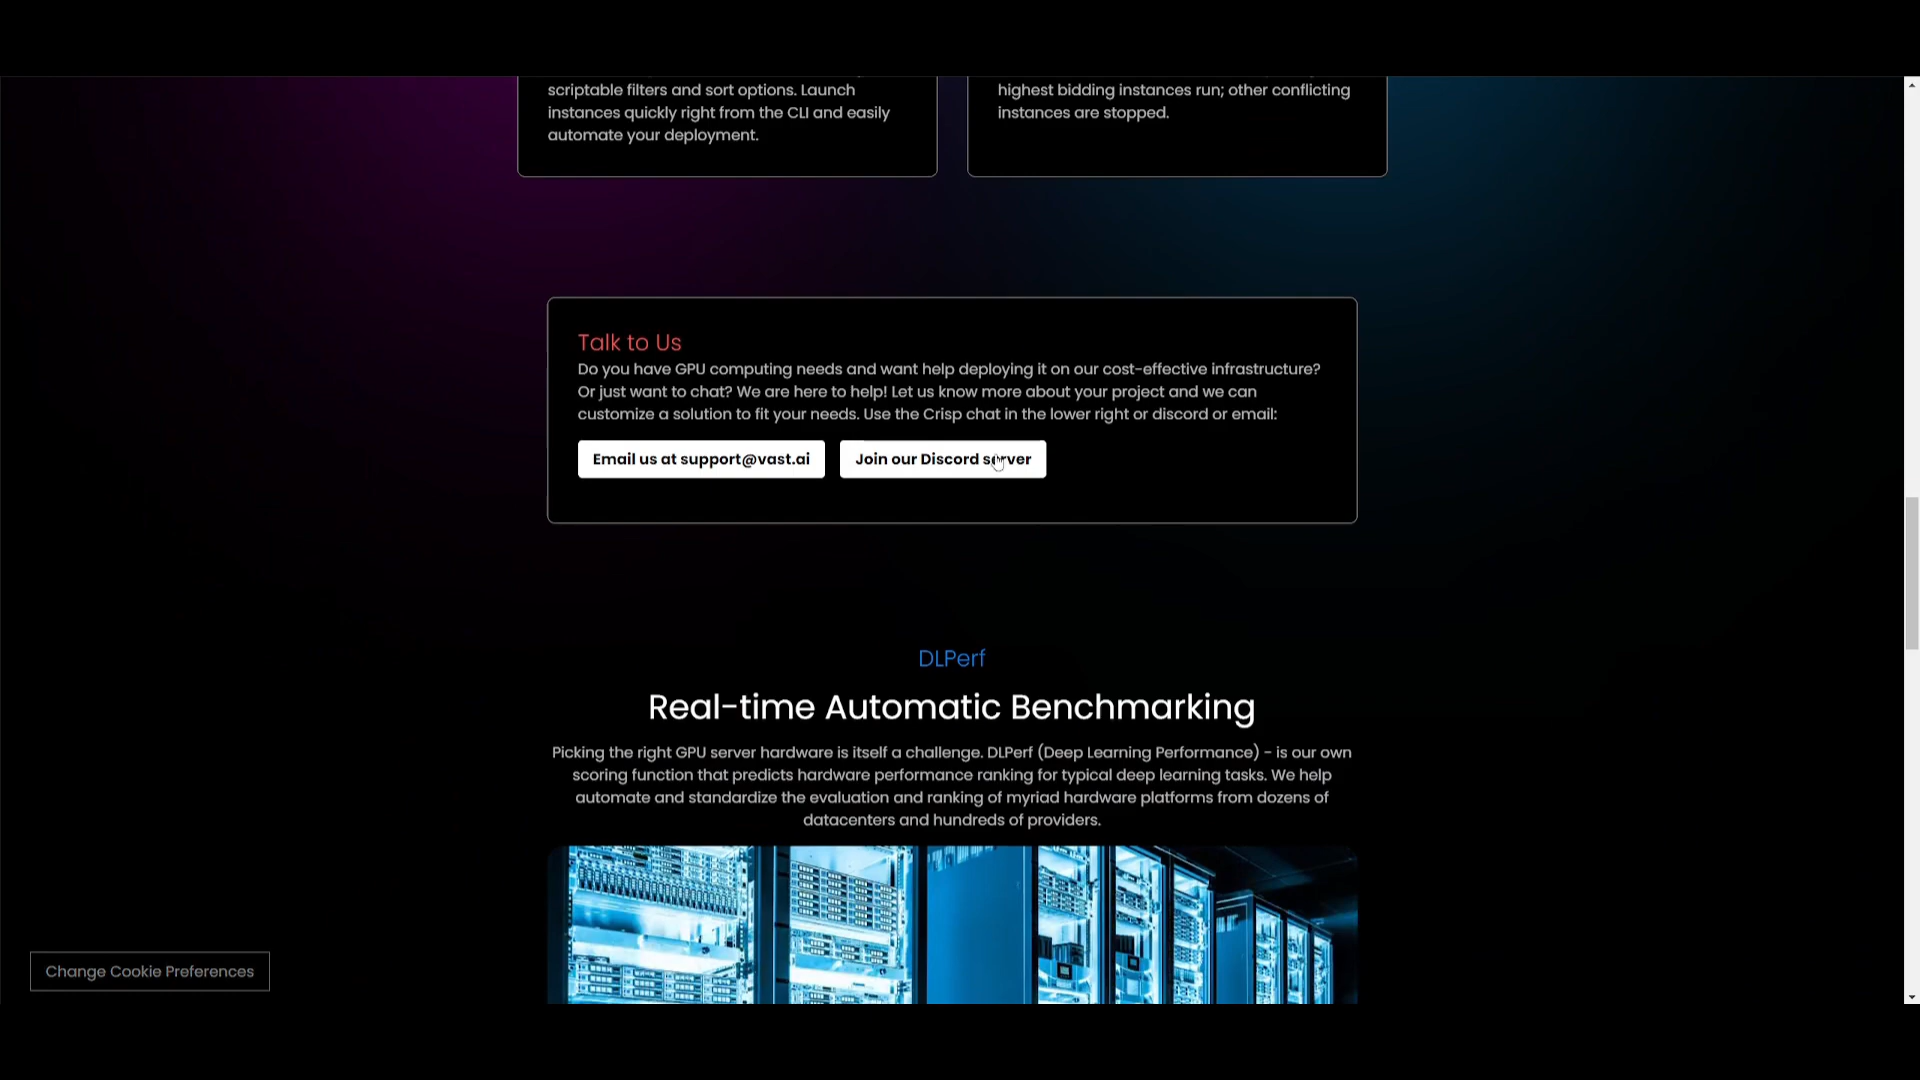 scriptable filters and sort options. Launch
instances quickly right from the CLI and easily
automate your deployment.
highest bidding instances run; other conflicting
instances are stopped.
Talk to Us
Do you have GPU computing needs and want help deploying it on our cost-effective infrastructure?
Or just want to chat? We are here to help! Let us know more about your project and we can
customize a solution to fit your needs. Use the Crisp chat in the lower right or discord or email:
Email us at support@vast.ai
Join our Discord server
DLPerf
Real-time Automatic Benchmarking
Picking the right GPU server hardware is itself a challenge. DLPerf (Deep Learning Performance) - is our own
scoring function that predicts hardware performance ranking for typical deep learning tasks. We help
automate and standardize the evaluation and ranking of myriad hardware platforms from dozens of
datacenters and hundreds of providers.
Change Cookie Preferences